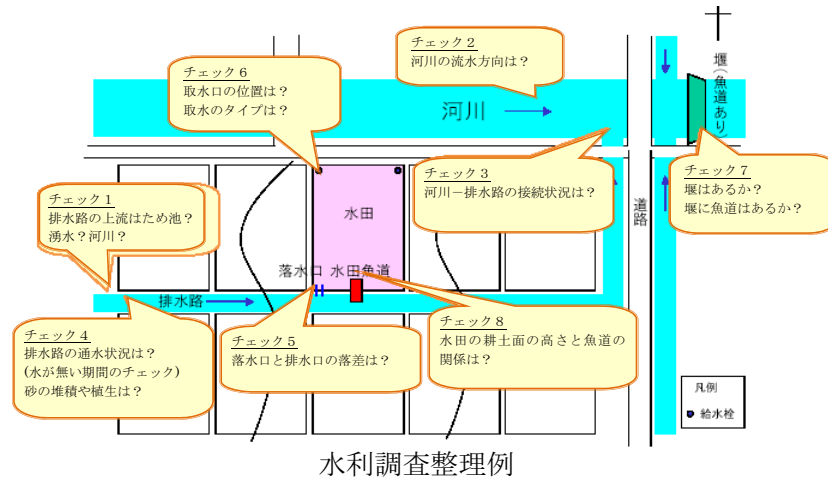 チェック６
取水口の位置は？
取水のタイプは？
チェック２
河川の流水方向は？
堰（魚道あり）
河川
チェック１
排水路の上流はため池？
湧水？河川？
チェック３
河川－排水路の接続状況は？
チェック７
堰はあるか？
堰に魚道はあるか？
水田
道路
落水口
水田魚道
排水路
チェック４
排水路の通水状況は？
(水が無い期間のチェック)
砂の堆積や植生は？
チェック５
落水口と排水口の落差は？
チェック８
水田の耕土面の高さと魚道の
関係は？
凡例
給水栓
水利調査整理例